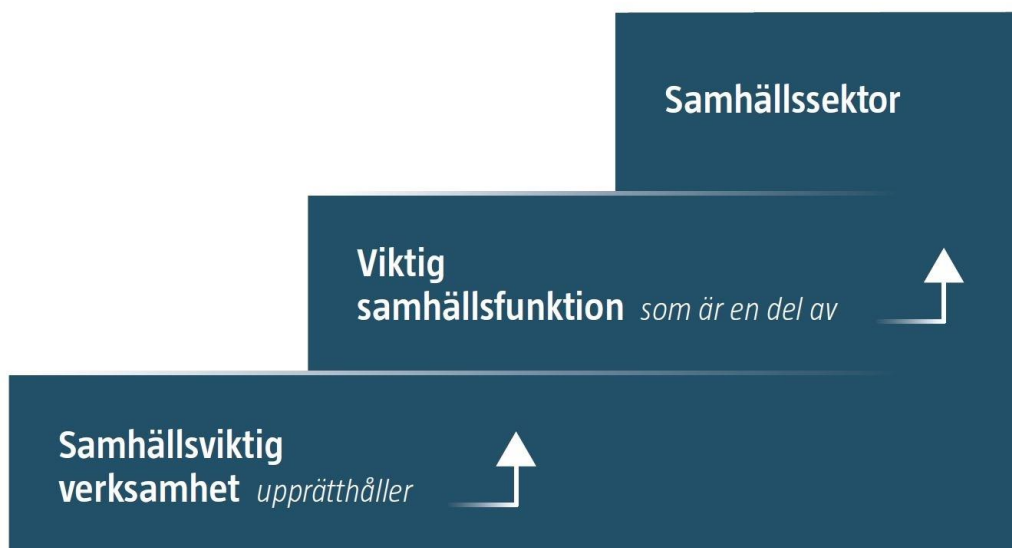 Samhällssektor
Viktig
samhällsfunktion som är en del av
Samhällsviktig
verksamhet upprätthåller